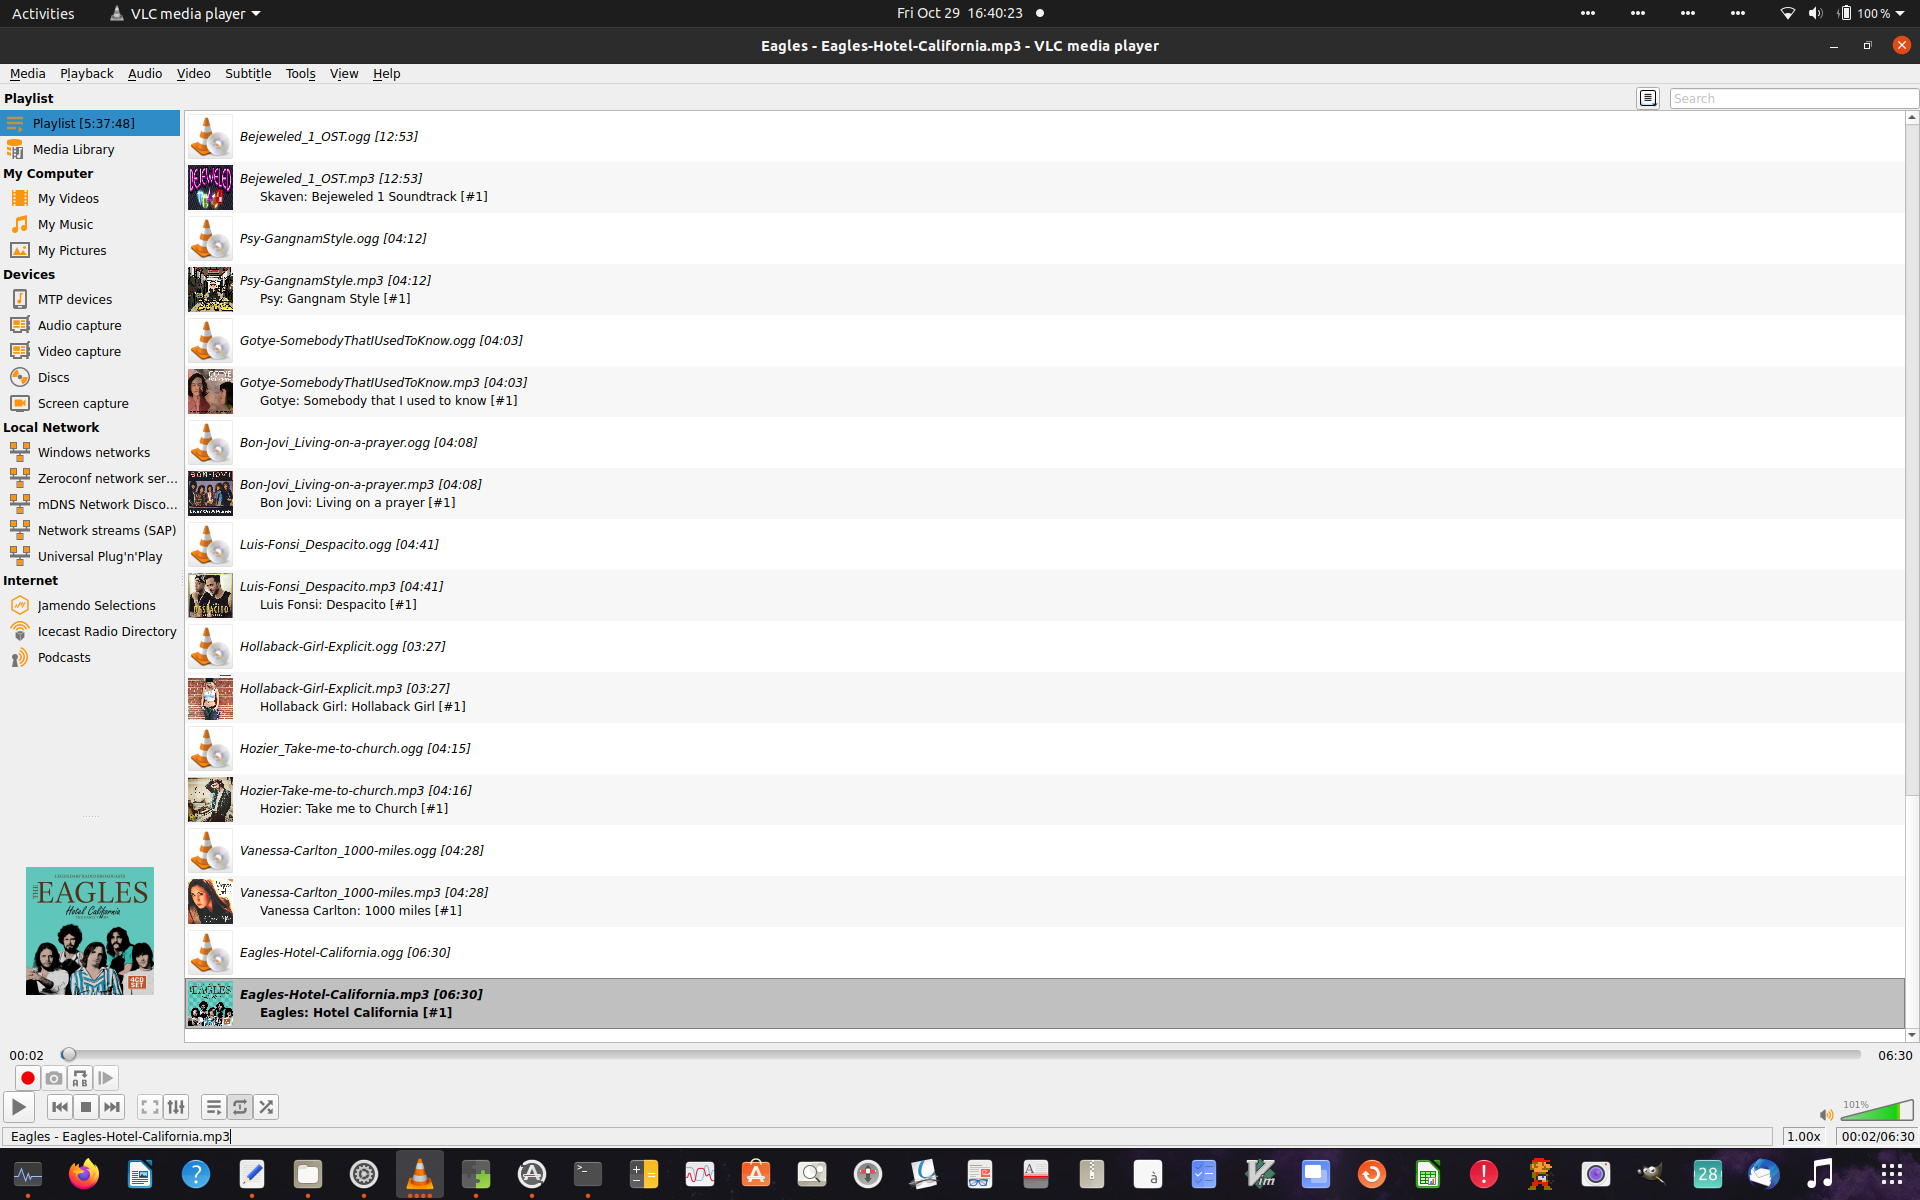 Activities
VLC media player
Fri Oct 29 16:40:23
100 %
Eagles - Eagles-Hotel-California.mp3 - VLC media player
Media Playback Audio Video Subtitle Tools View Help
Playlist
Search
Playlist [5:37:48]
Media Library
My Computer
My Videos
My Music
My Pictures
Devices
MTP devices
Audio capture
Video capture
Discs
Screen capture
Local Network
Windows networks
Zeroconf network ser...
mDNS Network Disco...
Network streams (SAP)
Universal Plug'n'Play
Internet
Jamendo Selections
Icecast Radio Directory
Podcasts
Bejeweled_1_OST.ogg [12:53]
BEJEWELED
Bejeweled_1_OST.mp3 [12:53]
Skaven: Bejeweled 1 Soundtrack [#1]
Psy-GangnamStyle.ogg [04:12]
Psy-GangnamStyle.mp3 [04:12]
Psy: Gangnam Style [#1]
Gotye-SomebodyThatIUsedToKnow.ogg [04:03]
GOTYE
Gotye-SomebodyThatIUsedToKnow.mp3 [04:03]
Gotye: Somebody that I used to know [#1]
Bon-Jovi_Living-on-a-prayer.ogg [04:08]
BON JOVI
Bon-Jovi_Living-on-a-prayer.mp3 [04:08]
Bon Jovi: Living on a prayer [#1]
Luis-Fonsi_Despacito.ogg [04:41]
DESPACITO
Luis-Fonsi_Despacito.mp3 [04:41]
Luis Fonsi: Despacito [#1]
Hollaback-Girl-Explicit.ogg [03:27]
Hollaback-Girl-Explicit.mp3 [03:27]
Hollaback Girl: Hollaback Girl [#1]
Hozier_Take-me-to-church.ogg [04:15]
Hozier-Take-me-to-church.mp3 [04:16]
Hozier: Take me to Church [#1]
Vanessa-Carlton_1000-miles.ogg [04:28]
Vanessa-Carlton_1000-miles.mp3 [04:28]
Vanessa Carlton: 1000 miles [#1]
Eagles-Hotel-California.ogg [06:30]
EAGLES
Eagles-Hotel-California.mp3 [06:30]
Eagles: Hotel California [#1]
LEGENDARY RADIO BROADCAST
THE EAGLES
Hotel California
4CD
SET
00:02
06:30
A B
101%
Eagles - Eagles-Hotel-California.mp3
1.00x
00:02/06:30
28